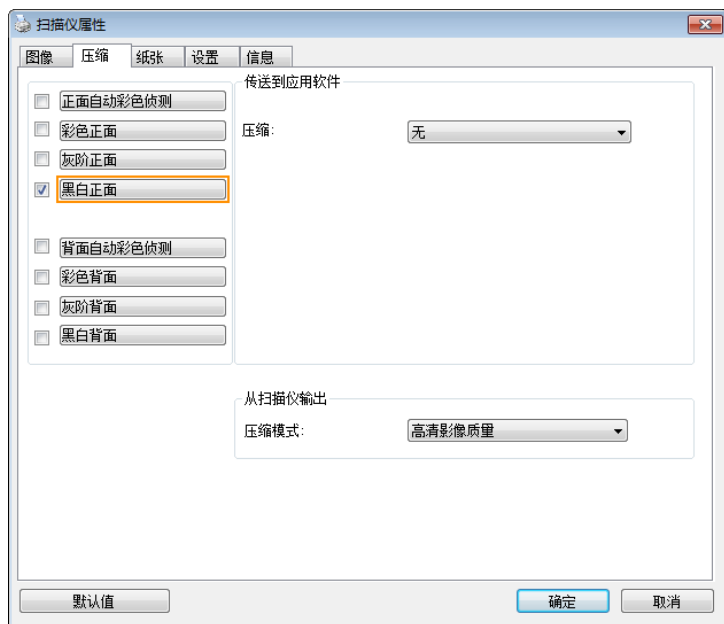 扫描仪属性
图像 压缩 纸张 设置 信息
正面自动彩色侦测
彩色正面
灰阶正面
黑白正面
背面自动彩色侦测
彩色背面
灰阶背面
黑白背面
传送到应用软件
压缩: 无
从扫描仪输出
压缩模式: 高清影像质量
默认值 确定 取消